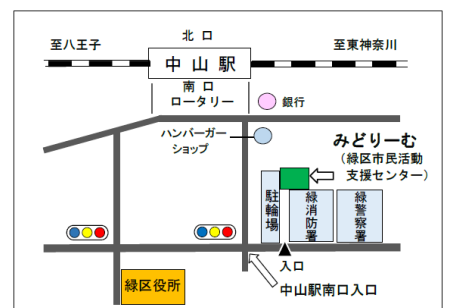 北 口
至八王子
中 山 駅
至東神奈川
南 口
ロータリー
銀行
ハンバーガー
ショップ
みどりーむ
（緑区市民活動
支援センター）
駐輪場
緑消防署
緑警察署
入口
緑区役所
中山駅南口入口